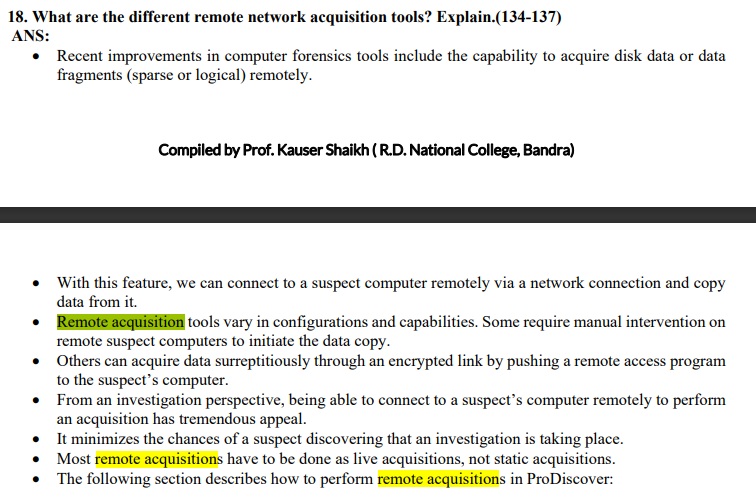 18. What are the different remote network acquisition tools? Explain.(134-137)
ANS:
• Recent improvements in computer forensics tools include the capability to acquire disk data or data
fragments (sparse or logical) remotely.
Compiled by Prof. Kauser Shaikh ( R.D. National College, Bandra)
• With this feature, we can connect to a suspect computer remotely via a network connection and copy
data from it.
• Remote acquisition tools vary in configurations and capabilities. Some require manual intervention on
remote suspect computers to initiate the data copy.
• Others can acquire data surreptitiously through an encrypted link by pushing a remote access program
to the suspect’s computer.
• From an investigation perspective, being able to connect to a suspect’s computer remotely to perform
an acquisition has tremendous appeal.
• It minimizes the chances of a suspect discovering that an investigation is taking place.
• Most remote acquisitions have to be done as live acquisitions, not static acquisitions.
• The following section describes how to perform remote acquisitions in ProDiscover: